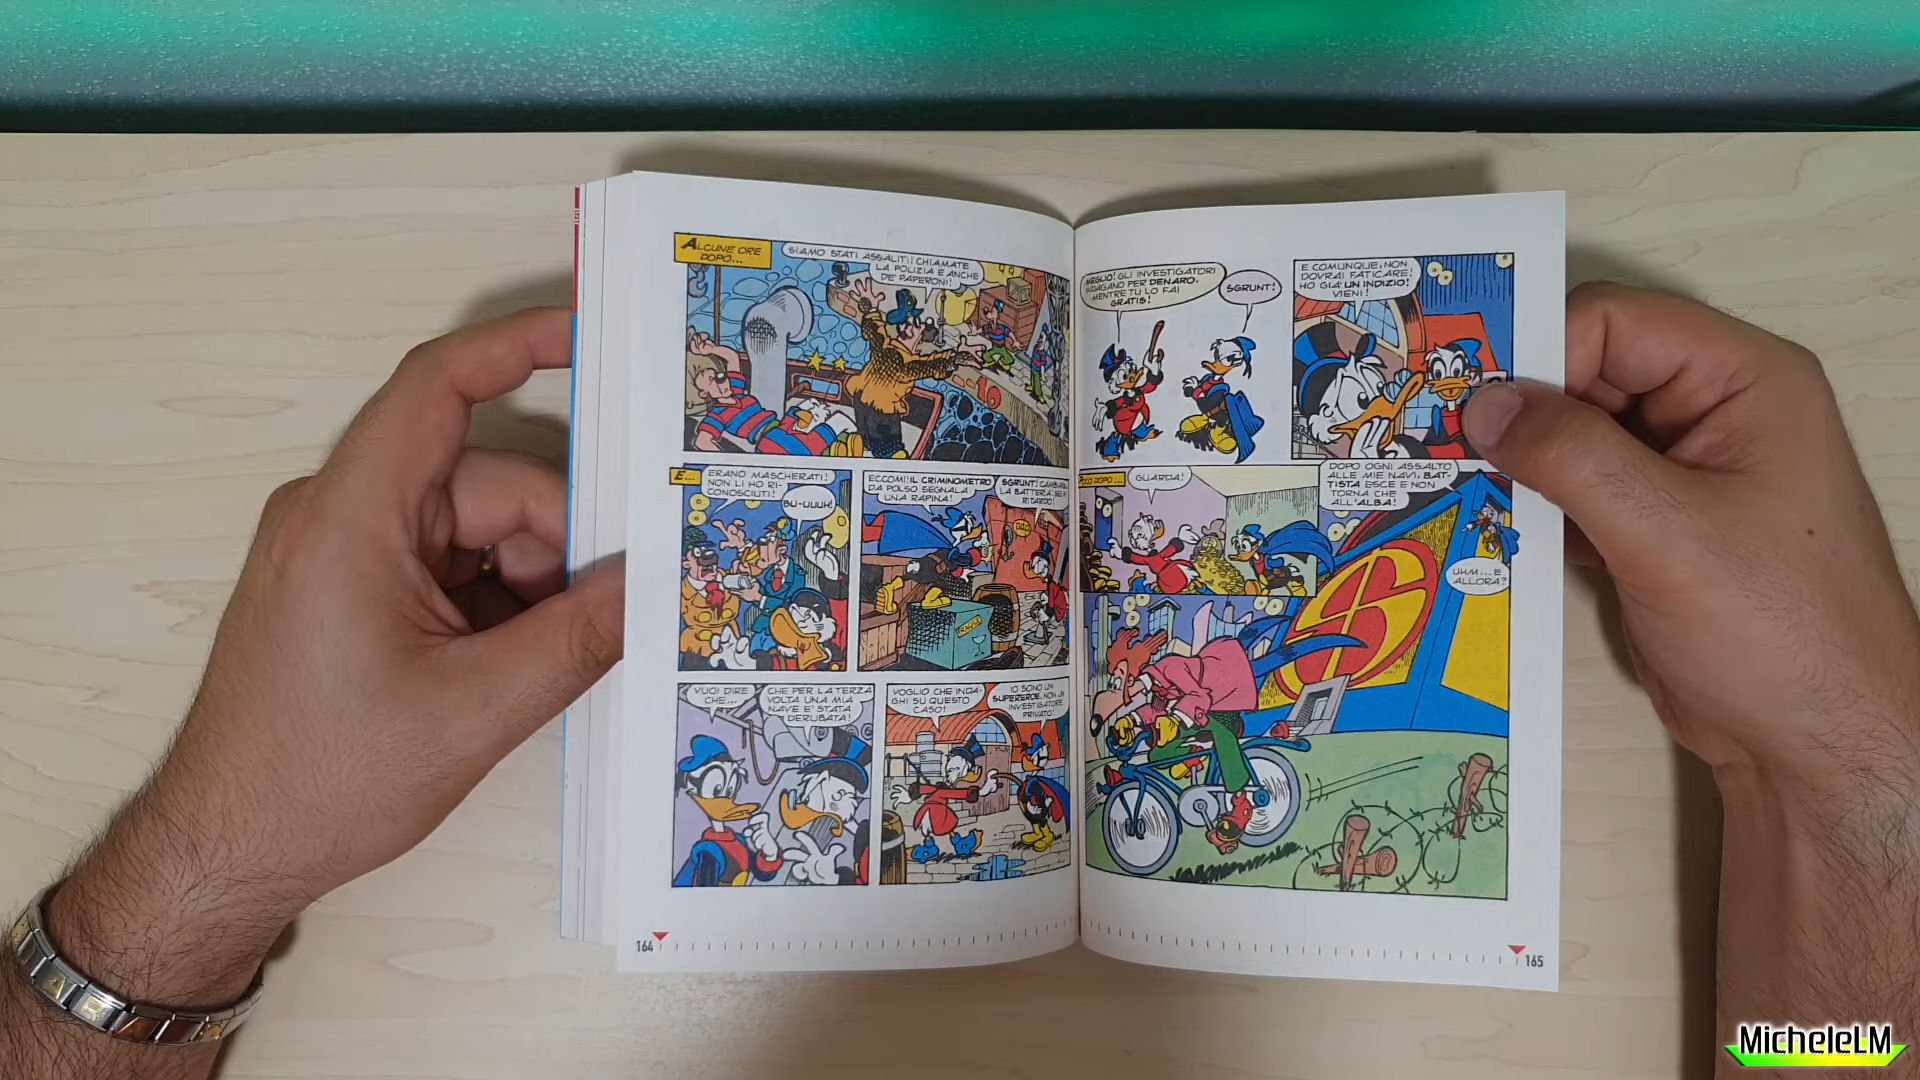 ALCUNE ORE
DOPO...
SIAMO STATI ASSALITI! CHIAMATE
LA POLIZIA E ANCHE
DE' PAPERONI!
E...
ERANO MASCHERATI!
NON LI HO RI-
CONOSCIUTI!
BU-UUUH!
ECCOMI! IL CRIMINOMETRO
DA POLSO SEGNALA
UNA RAPINA!
SGRUNT! CAMBIA
LA BATTERIA! SEI IN
RITARDO!
FRAGILE
VUOI DIRE
CHE...
CHE PER LA TERZA
VOLTA UNA MIA
NAVE E' STATA
DERUBATA!
VOGLIO CHE INDA-
GHI SU QUESTO
CASO!
IO SONO UN
SUPEREROE, NON UN
INVESTIGATORE
PRIVATO!
164
MEGLIO! GLI INVESTIGATORI
INDAGANO PER DENARO,
MENTRE TU LO FAI
GRATIS!
SGRUNT!
E COMUNQUE, NON
DOVRAI FATICARE!
HO GIA' UN INDIZIO!
VIENI!
POCO DOPO...
GUARDA!
DOPO OGNI ASSALTO
ALLE MIE NAVI, BAT-
TISTA ESCE E NON
TORNA CHE
ALL'ALBA!
UHM... E
ALLORA?
$
165
MicheleLM